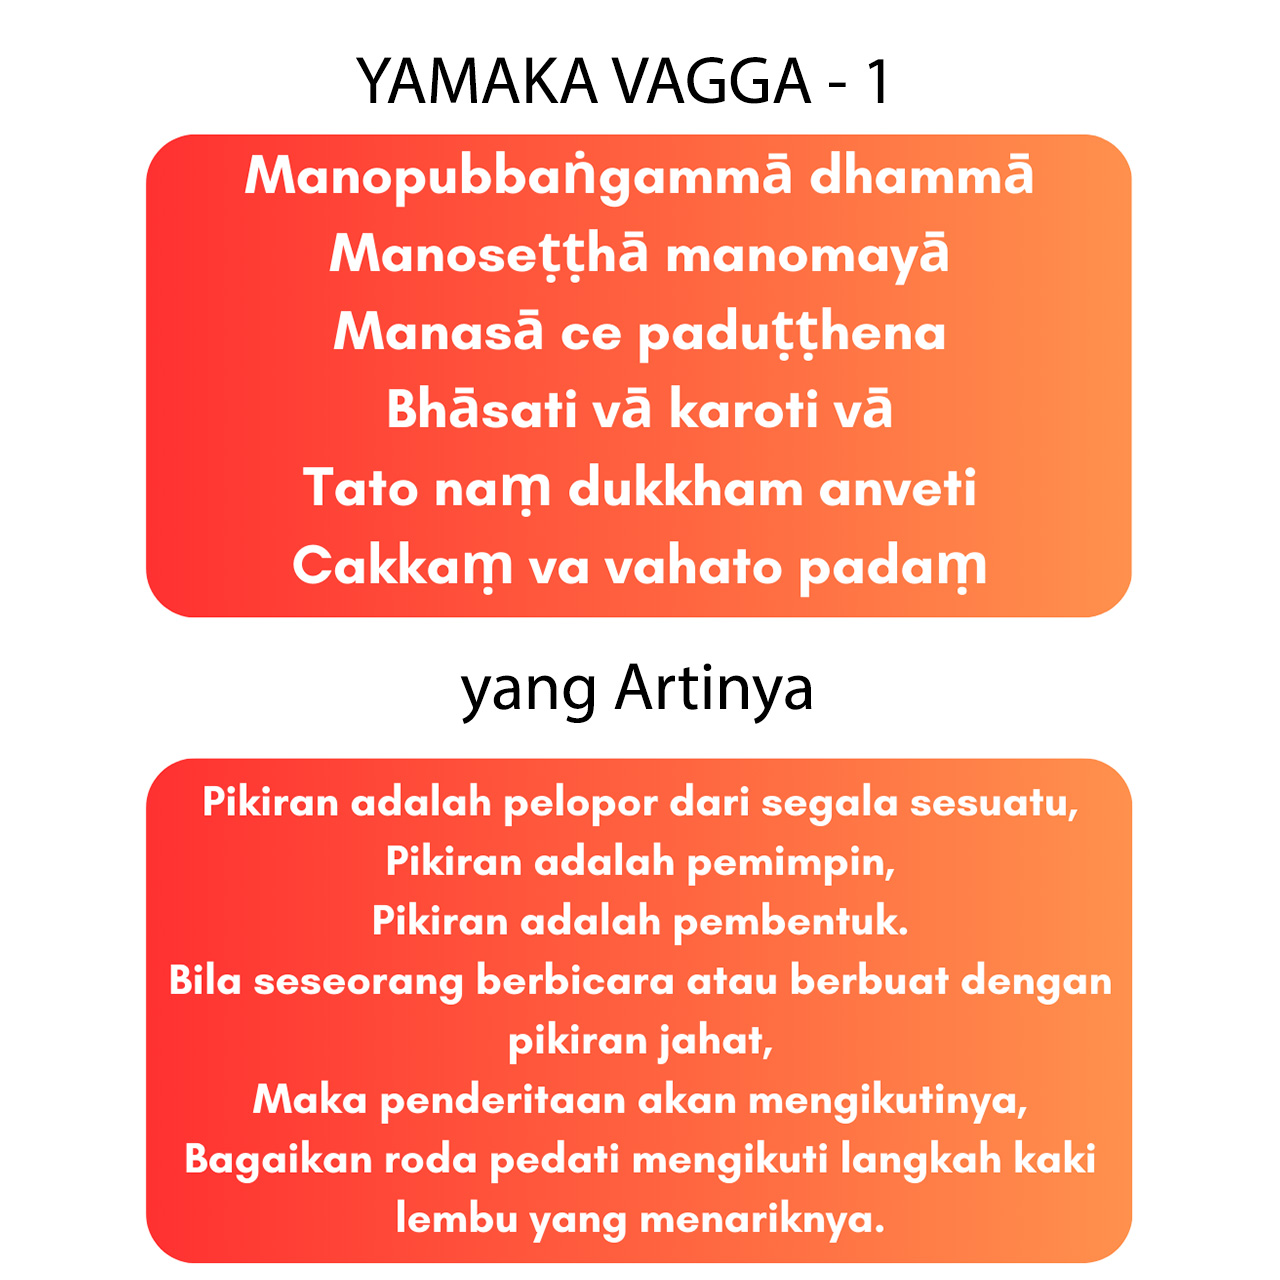 YAMAKA VAGGA - 1
Manopubbaṅgammā dhammā
Manoseṭṭhā manomayā
Manasā ce paduṭṭhena
Bhāsati vā karoti vā
Tato naṃ dukkham anveti
Cakkaṃ va vahato padaṃ
yang Artinya
Pikiran adalah pelopor dari segala sesuatu,
Pikiran adalah pemimpin,
Pikiran adalah pembentuk.
Bila seseorang berbicara atau berbuat dengan
pikiran jahat,
Maka penderitaan akan mengikutinya,
Bagaikan roda pedati mengikuti langkah kaki
lembu yang menariknya.